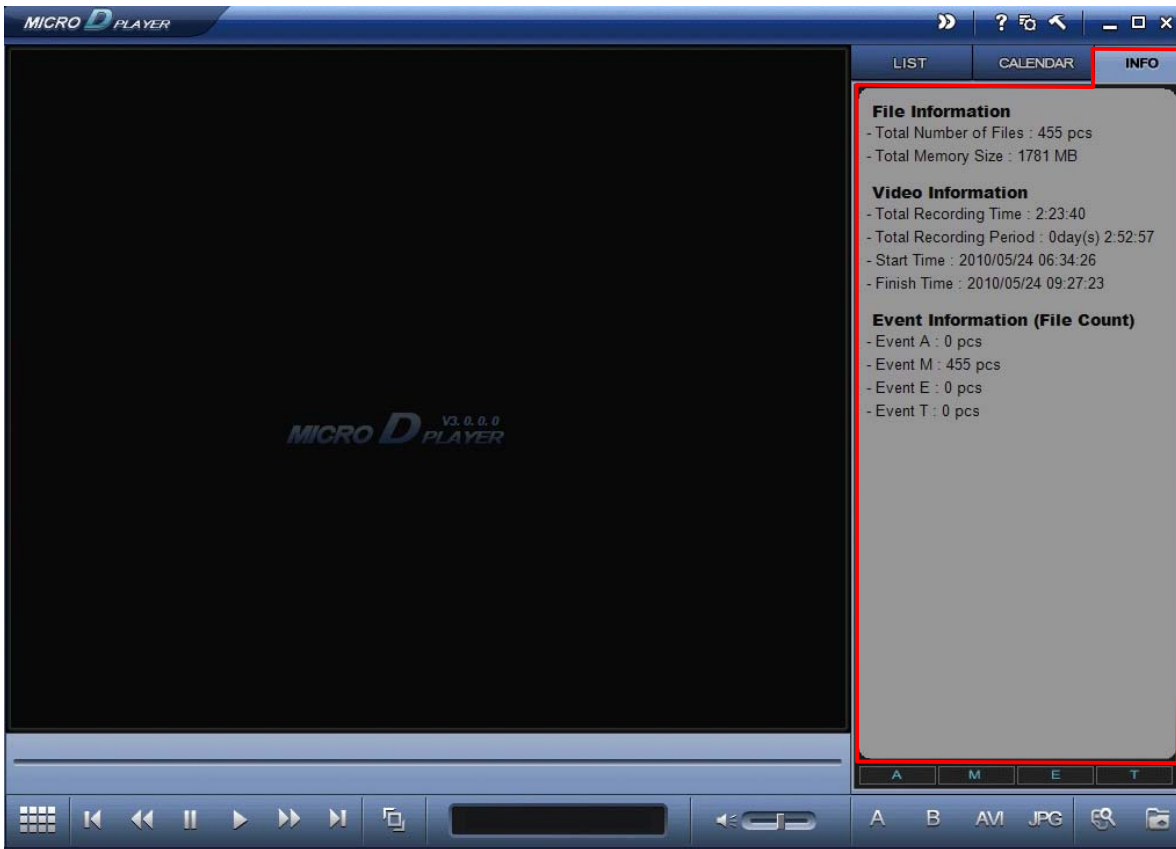 MICRO D PLAYER
?
LIST CALENDAR INFO
File Information
- Total Number of Files : 455 pcs
- Total Memory Size : 1781 MB
Video Information
- Total Recording Time : 2:23:40
- Total Recording Period : 0day(s) 2:52:57
- Start Time : 2010/05/24 06:34:26
- Finish Time : 2010/05/24 09:27:23
Event Information (File Count)
- Event A : 0 pcs
- Event M : 455 pcs
- Event E : 0 pcs
- Event T : 0 pcs
V3.0.0.0
MICRO D PLAYER
A M E T
A B AVI JPG